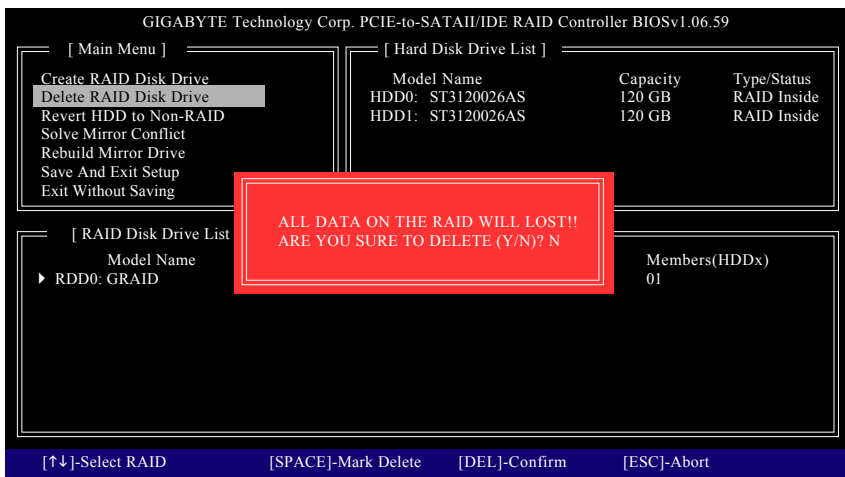 GIGABYTE Technology Corp. PCIE-to-SATAII/IDE RAID Controller BIOSv1.06.59
[ Main Menu ]
Create RAID Disk Drive
Delete RAID Disk Drive
Revert HDD to Non-RAID
Solve Mirror Conflict
Rebuild Mirror Drive
Save And Exit Setup
Exit Without Saving
[ Hard Disk Drive List ]
Model Name Capacity Type/Status
HDD0: ST3120026AS 120 GB RAID Inside
HDD1: ST3120026AS 120 GB RAID Inside
ALL DATA ON THE RAID WILL LOST!!
ARE YOU SURE TO DELETE (Y/N)? N
[ RAID Disk Drive List
Model Name Members(HDDx)
RDD0: GRAID 01
[↑↓]-Select RAID [SPACE]-Mark Delete [DEL]-Confirm [ESC]-Abort